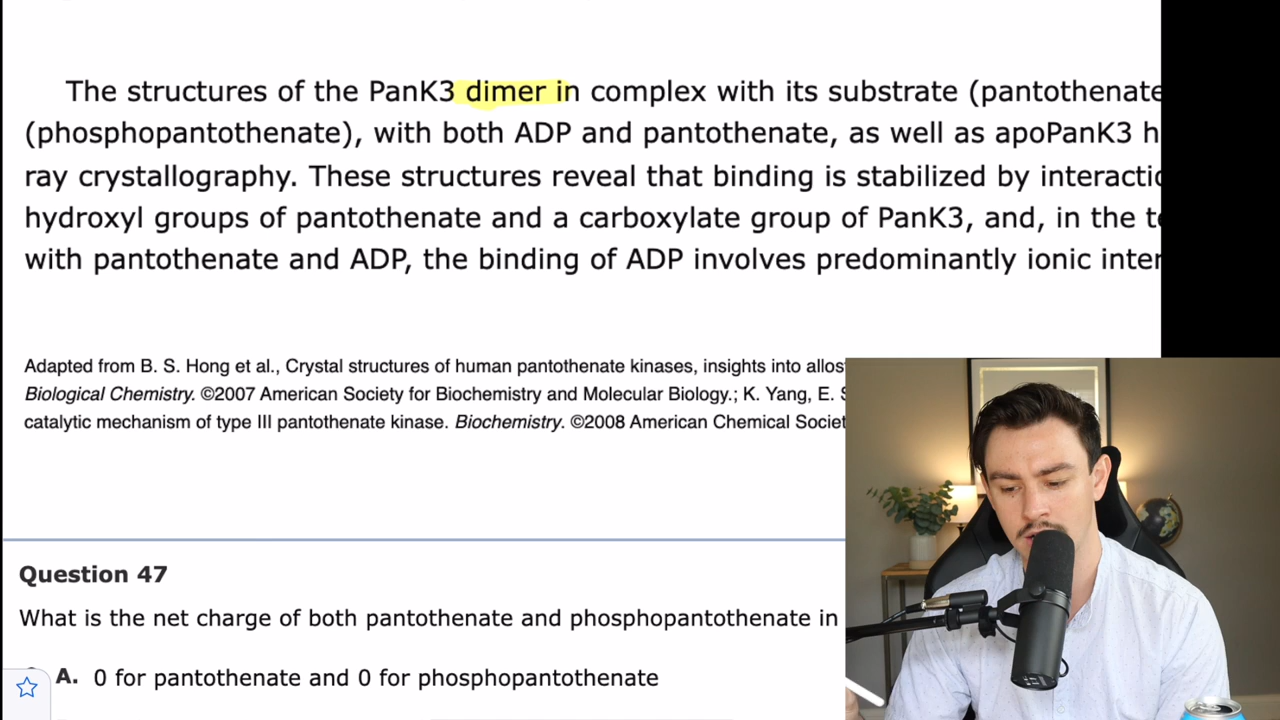 The structures of the PanK3 dimer in complex with its substrate (pantothenate
(phosphopantothenate), with both ADP and pantothenate, as well as apoPanK3 h
ray crystallography. These structures reveal that binding is stabilized by interactio
hydroxyl groups of pantothenate and a carboxylate group of PanK3, and, in the t
with pantothenate and ADP, the binding of ADP involves predominantly ionic inter
Adapted from B. S. Hong et al., Crystal structures of human pantothenate kinases, insights into allos
Biological Chemistry. ©2007 American Society for Biochemistry and Molecular Biology.; K. Yang, E. S
catalytic mechanism of type III pantothenate kinase. Biochemistry. ©2008 American Chemical Societ
Question 47
What is the net charge of both pantothenate and phosphopantothenate in
A. 0 for pantothenate and 0 for phosphopantothenate